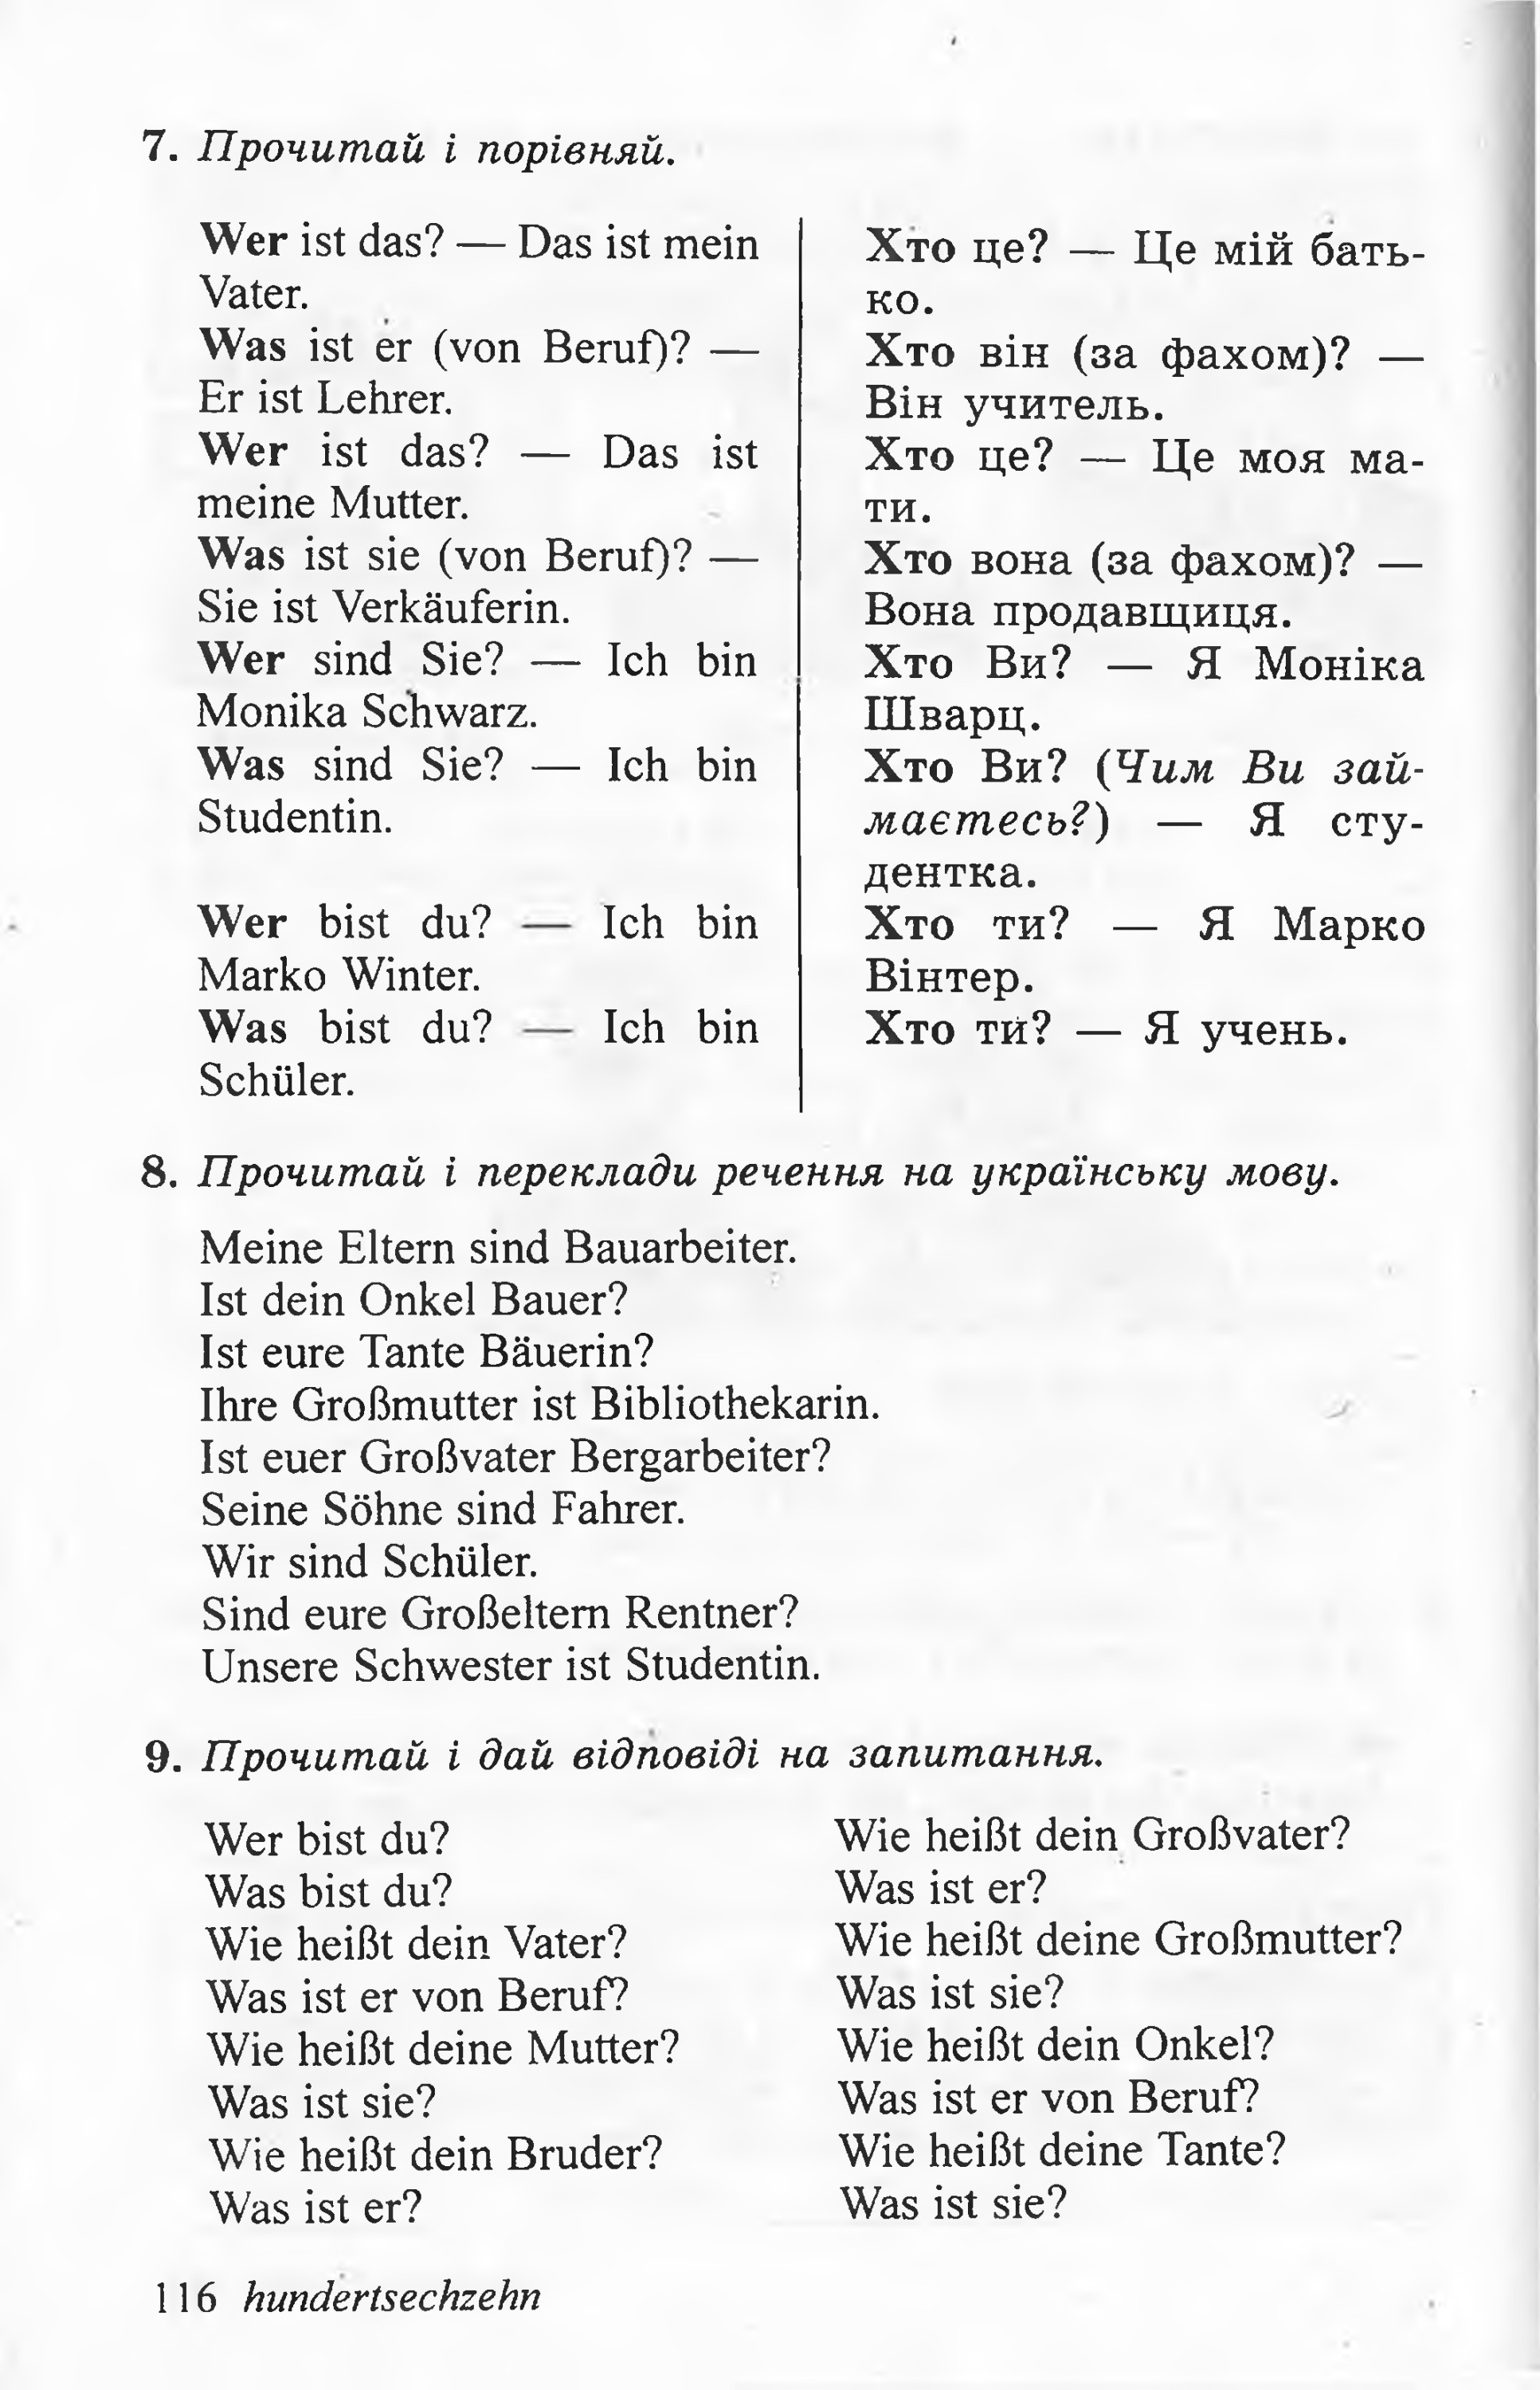 7. Прочитай і порівняй.
Wer ist das? — Das ist mein
Vater.
Was ist er (von Beruf)? —
Er ist Lehrer.
Wer ist das? — Das ist
meine Mutter.
Was ist sie (von Beruf)? —
Sie ist Verkäuferin.
Wer sind Sie? — Ich bin
Monika Schwarz.
Was sind Sie? — Ich bin
Studentin.
Wer bist du? — Ich bin
Marko Winter.
Was bist du? — Ich bin
Schüler.
Хто це? — Це мій бать-
ко.
Хто він (за фахом)? —
Він учитель.
Хто це? — Це моя ма-
ти.
Хто вона (за фахом)? —
Вона продавщиця.
Хто Ви? — Я Моніка
Шварц.
Хто Ви? (Чим Ви зай-
маєтесь?) — Я сту-
дентка.
Хто ти? — Я Марко
Вінтер.
Хто ти? — Я учень.
8. Прочитай і переклади речення на українську мову.
Meine Eltern sind Bauarbeiter.
Ist dein Onkel Bauer?
Ist eure Tante Bäuerin?
Ihre Großmutter ist Bibliothekarin.
Ist euer Großvater Bergarbeiter?
Seine Söhne sind Fahrer.
Wir sind Schüler.
Sind eure Großeltern Rentner?
Unsere Schwester ist Studentin.
9. Прочитай і дай відповіді на запитання.
Wer bist du?
Was bist du?
Wie heißt dein Vater?
Was ist er von Beruf?
Wie heißt deine Mutter?
Was ist sie?
Wie heißt dein Bruder?
Was ist er?
Wie heißt dein Großvater?
Was ist er?
Wie heißt deine Großmutter?
Was ist sie?
Wie heißt dein Onkel?
Was ist er von Beruf?
Wie heißt deine Tante?
Was ist sie?
116 hundertsechzehn